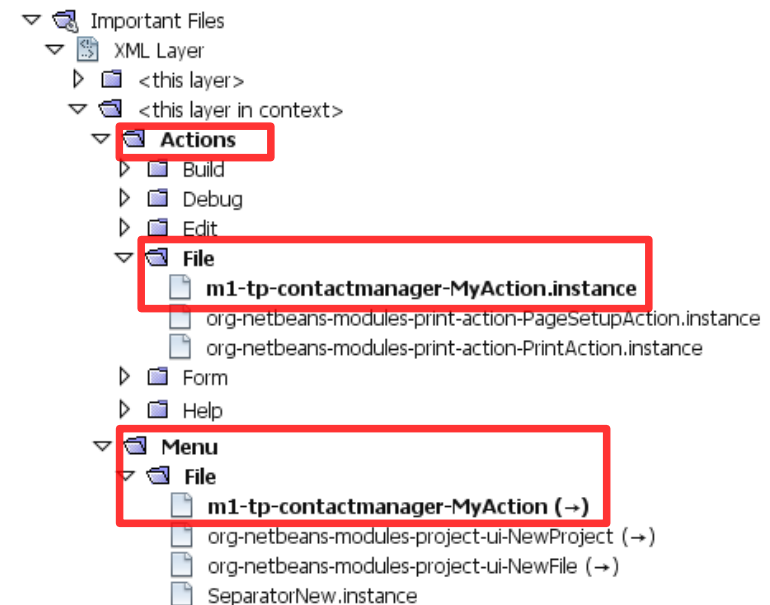 Important Files
XML Layer
<this layer>
<this layer in context>
Actions
Build
Debug
Edit
File
m1-tp-contactmanager-MyAction.instance
org-netbeans-modules-print-action-PageSetupAction.instance
org-netbeans-modules-print-action-PrintAction.instance
Form
Help
Menu
File
m1-tp-contactmanager-MyAction (→)
org-netbeans-modules-project-ui-NewProject (→)
org-netbeans-modules-project-ui-NewFile (→)
SeparatorNew.instance